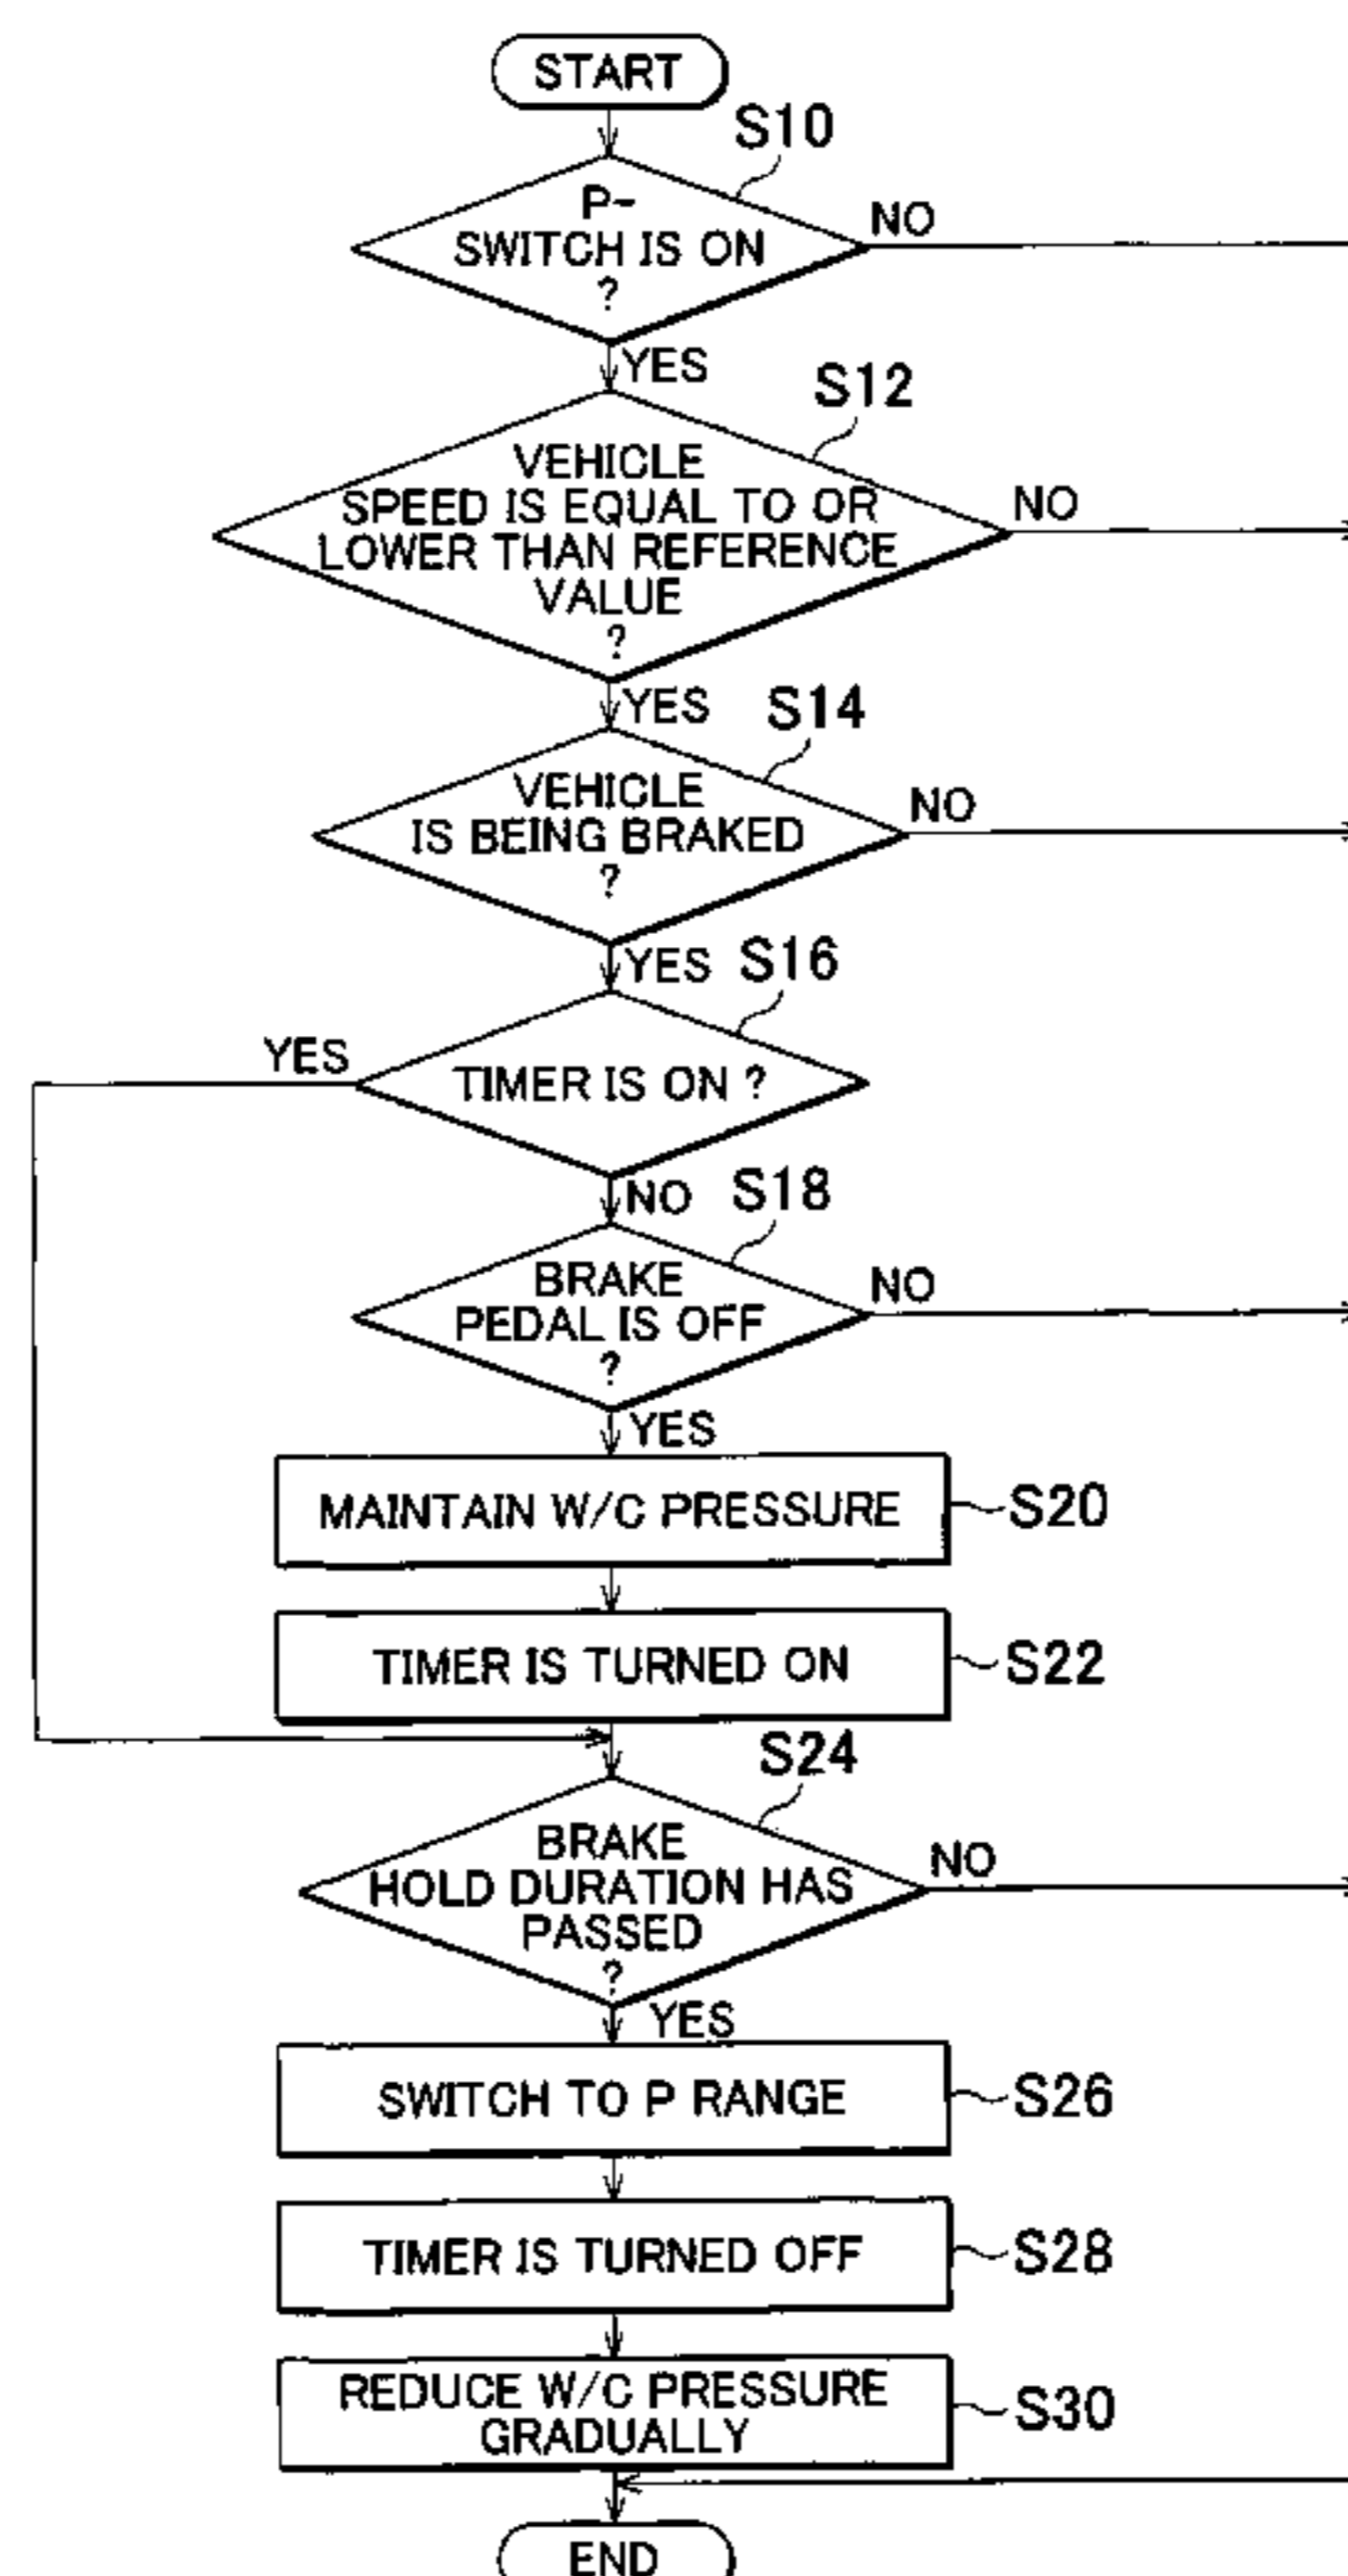 START
S10
P-
SWITCH IS ON
?
NO
YES
S12
VEHICLE
SPEED IS EQUAL TO OR
LOWER THAN REFERENCE
VALUE
?
NO
YES
S14
VEHICLE
IS BEING BRAKED
?
NO
YES
S16
TIMER IS ON ?
YES
NO
S18
BRAKE
PEDAL IS OFF
?
NO
YES
MAINTAIN W/C PRESSURE
S20
TIMER IS TURNED ON
S22
S24
BRAKE
HOLD DURATION HAS
PASSED
?
NO
YES
SWITCH TO P RANGE
S26
TIMER IS TURNED OFF
S28
REDUCE W/C PRESSURE
GRADUALLY
S30
END